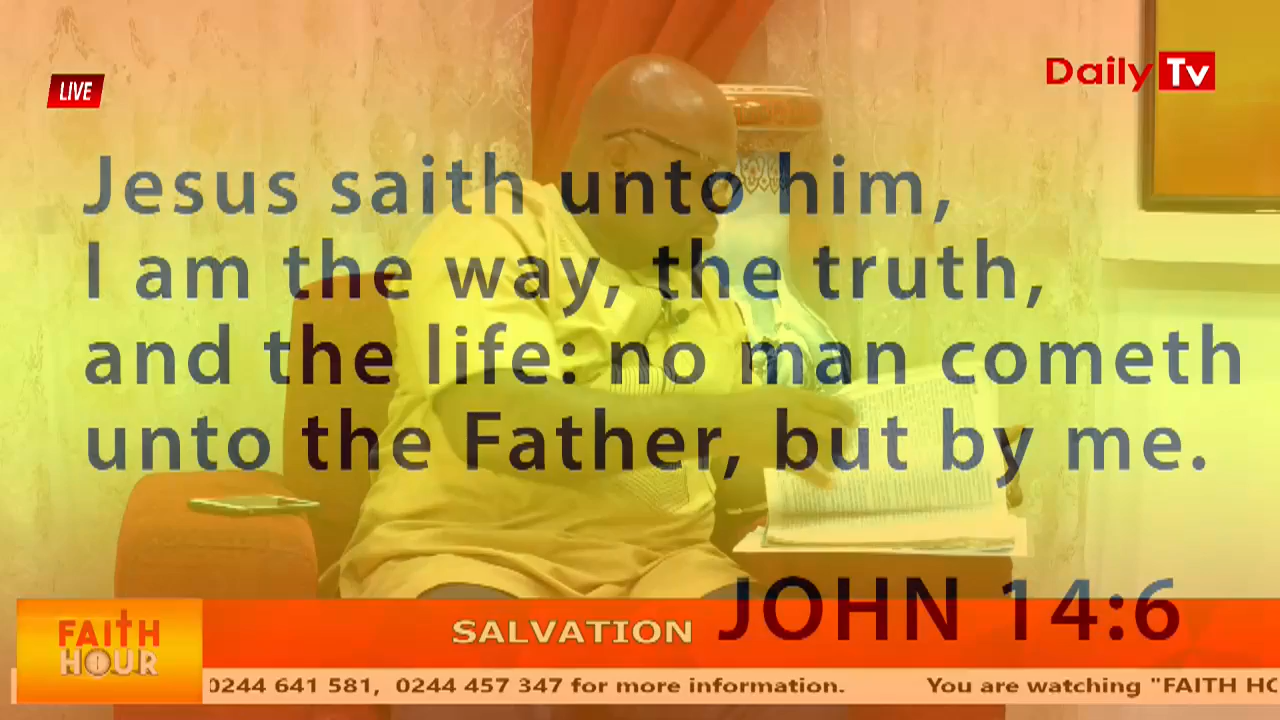 LIVE
Daily Tv
Jesus saith unto him,
I am the way, the truth,
and the life: no man cometh
unto the Father, but by me.
JOHN 14:6
SALVATION
FAITH
HOUR
0244 641 581, 0244 457 347 for more information. You are watching "FAITH